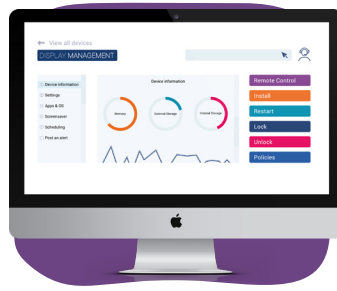 ← View all devices
DISPLAY MANAGEMENT
Device information
Settings
Apps & OS
Screensaver
Scheduling
Post an alert
Device information
Memory
External Storage
Internal Storage
Remote Control
Install
Restart
Lock
Unlock
Policies